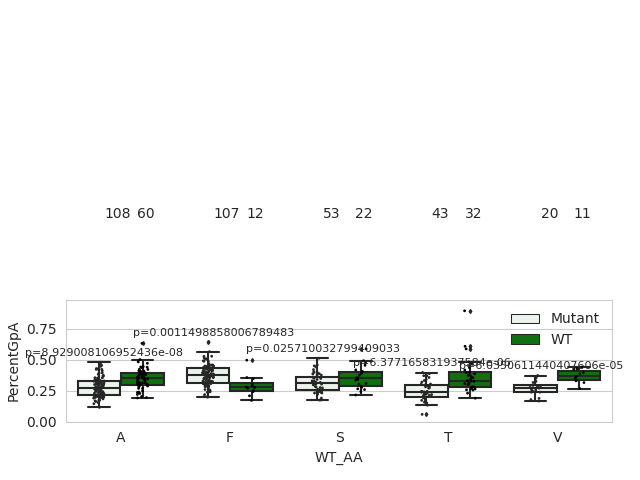 108 60 107 12 53 22 43 32 20 11
Mutant
WT
0.75
p=0.0011498858006789483
p=8.929008106952436e-08
p=0.025710032799409033
0.50
0.25
0.00
PercentGpA
A F S T V
WT_AA